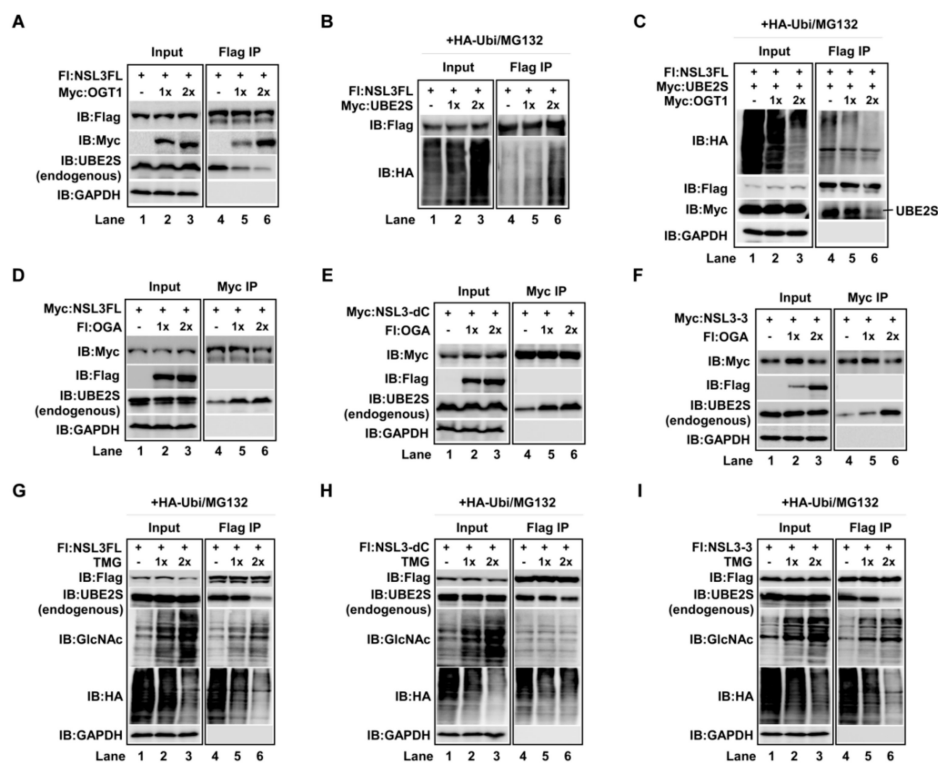 A
Input Flag IP
Fl:NSL3FL + + + + + +
Myc:OGT1 - 1x 2x - 1x 2x
IB:Flag
IB:Myc
IB:UBE2S
(endogenous)
IB:GAPDH
Lane 1 2 3 4 5 6
B
+HA-Ubi/MG132
Input Flag IP
Fl:NSL3FL + + + + + +
Myc:UBE2S - 1x 2x - 1x 2x
IB:Flag
IB:HA
Lane 1 2 3 4 5 6
C
+HA-Ubi/MG132
Input Flag IP
Fl:NSL3FL + + + + + +
Myc:UBE2S + + + + + +
Myc:OGT1 - 1x 2x - 1x 2x
IB:HA
IB:Flag
IB:Myc UBE2S
IB:GAPDH
Lane 1 2 3 4 5 6
D
Input Myc IP
Myc:NSL3FL + + + + + +
Fl:OGA - 1x 2x - 1x 2x
IB:Myc
IB:Flag
IB:UBE2S
(endogenous)
IB:GAPDH
Lane 1 2 3 4 5 6
E
Input Myc IP
Myc:NSL3-dC + + + + + +
Fl:OGA - 1x 2x - 1x 2x
IB:Myc
IB:Flag
IB:UBE2S
(endogenous)
IB:GAPDH
Lane 1 2 3 4 5 6
F
Input Myc IP
Myc:NSL3-3 + + + + + +
Fl:OGA - 1x 2x - 1x 2x
IB:Myc
IB:Flag
IB:UBE2S
(endogenous)
IB:GAPDH
Lane 1 2 3 4 5 6
G
+HA-Ubi/MG132
Input Flag IP
Fl:NSL3FL + + + + + +
TMG - 1x 2x - 1x 2x
IB:Flag
IB:UBE2S
(endogenous)
IB:GlcNAc
IB:HA
IB:GAPDH
Lane 1 2 3 4 5 6
H
+HA-Ubi/MG132
Input Flag IP
Fl:NSL3-dC + + + + + +
TMG - 1x 2x - 1x 2x
IB:Flag
IB:UBE2S
(endogenous)
IB:GlcNAc
IB:HA
IB:GAPDH
Lane 1 2 3 4 5 6
I
+HA-Ubi/MG132
Input Flag IP
Fl:NSL3-3 + + + + + +
TMG - 1x 2x - 1x 2x
IB:Flag
IB:UBE2S
(endogenous)
IB:GlcNAc
IB:HA
IB:GAPDH
Lane 1 2 3 4 5 6